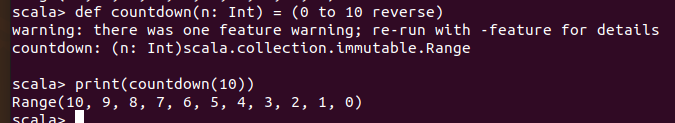 scala> def countdown(n: Int) = (0 to 10 reverse)
warning: there was one feature warning; re-run with -feature for details
countdown: (n: Int)scala.collection.immutable.Range
scala> print(countdown(10))
Range(10, 9, 8, 7, 6, 5, 4, 3, 2, 1, 0)
scala>